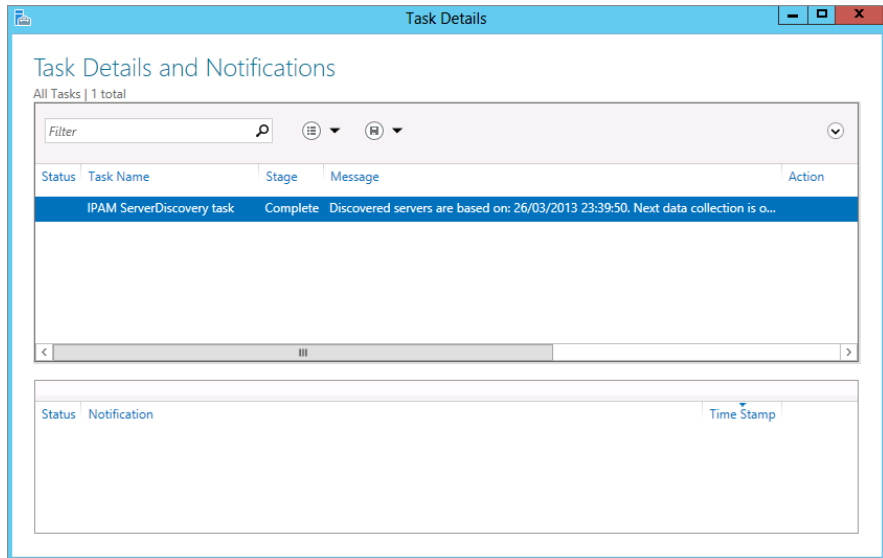 Task Details
Task Details and Notifications
All Tasks | 1 total
Filter
Status Task Name Stage Message Action
IPAM ServerDiscovery task Complete Discovered servers are based on: 26/03/2013 23:39:50. Next data collection is o...
Status Notification Time Stamp